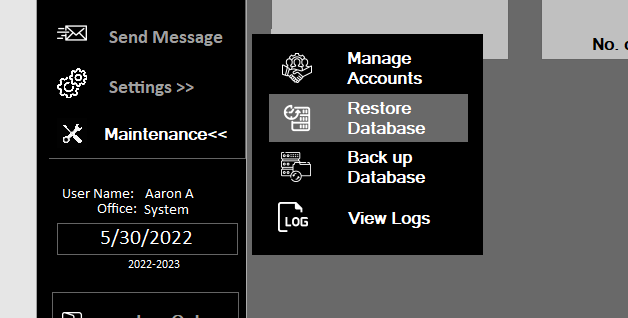 Send Message
Settings >>
Maintenance<<
User Name: Aaron A
Office: System
5/30/2022
2022-2023
Manage
Accounts
Restore
Database
Back up
Database
LOG
View Logs
No.